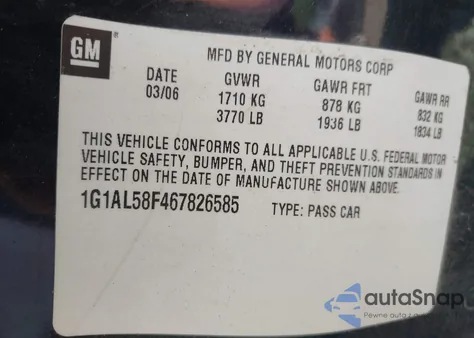 GM ®
MFD BY GENERAL MOTORS CORP
DATE GVWR GAWR FRT GAWR RR
03/06 1710 KG 878 KG 832 KG
3770 LB 1936 LB 1834 LB
THIS VEHICLE CONFORMS TO ALL APPLICABLE U.S. FEDERAL MOTOR
VEHICLE SAFETY, BUMPER, AND THEFT PREVENTION STANDARDS IN
EFFECT ON THE DATE OF MANUFACTURE SHOWN ABOVE.
1G1AL58F467826585 TYPE: PASS CAR
autaSnap
Pewne auta z